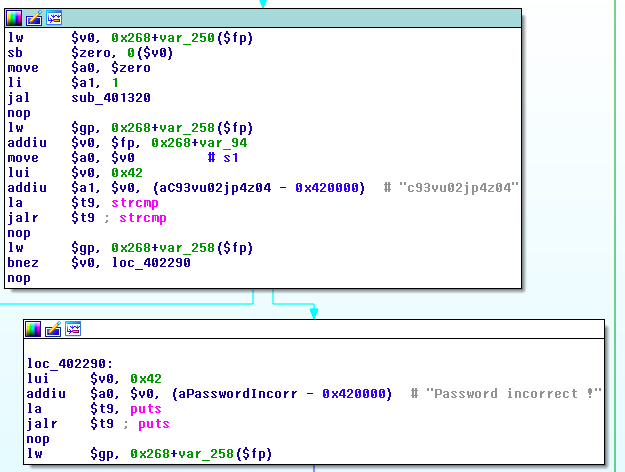 lw $v0, 0x268+var_250($fp)
sb $zero, 0($v0)
move $a0, $zero
li $a1, 1
jal sub_401320
nop
lw $gp, 0x268+var_258($fp)
addiu $v0, $fp, 0x268+var_94
move $a0, $v0 # s1
lui $v0, 0x42
addiu $a1, $v0, (aC93vu02jp4z04 - 0x420000) # "c93vu02jp4z04"
la $t9, strcmp
jalr $t9 ; strcmp
nop
lw $gp, 0x268+var_258($fp)
bnez $v0, loc_402290
nop
loc_402290:
lui $v0, 0x42
addiu $a0, $v0, (aPasswordIncorr - 0x420000) # "Password incorrect !"
la $t9, puts
jalr $t9 ; puts
nop
lw $gp, 0x268+var_258($fp)